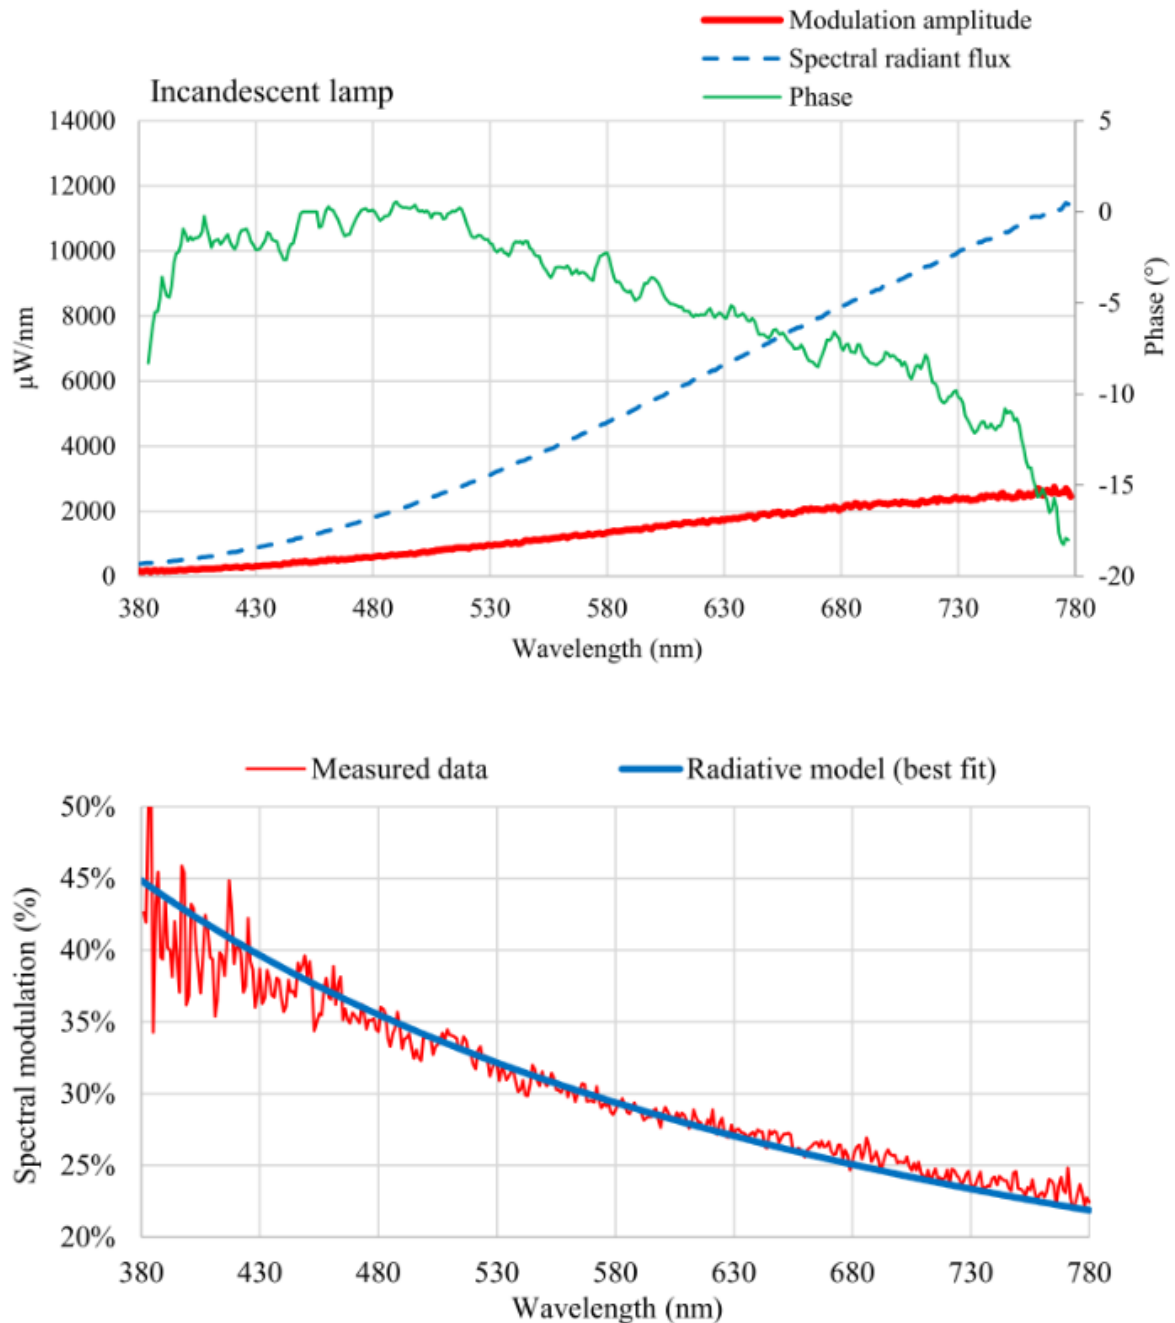 Modulation amplitude
Spectral radiant flux
Phase
Incandescent lamp
14000
12000
10000
8000
6000
4000
2000
0
µW/nm
5
0
-5
-10
-15
-20
Phase (°)
380 430 480 530 580 630 680 730 780
Wavelength (nm)
Measured data
Radiative model (best fit)
50%
45%
40%
35%
30%
25%
20%
Spectral modulation (%)
380 430 480 530 580 630 680 730 780
Wavelength (nm)